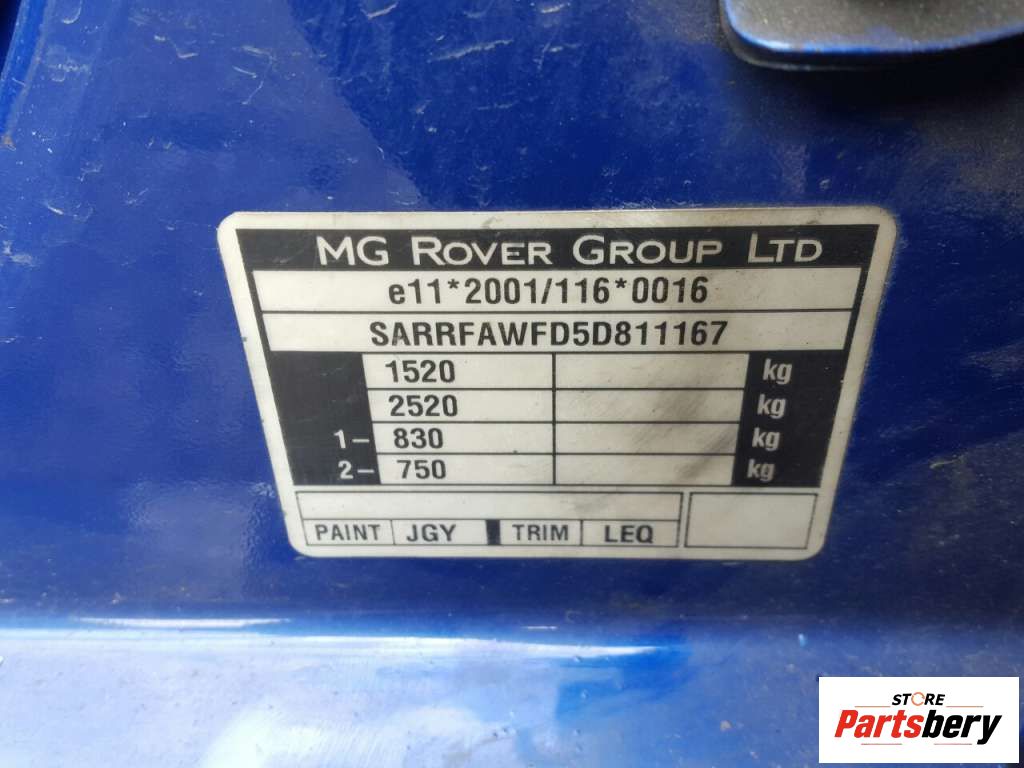 MG ROVER GROUP LTD
e11*2001/116*0016
SARRFAWFD5D811167
1520 kg
2520 kg
1- 830 kg
2- 750 kg
PAINT JGY TRIM LEQ
STORE
Partsbery